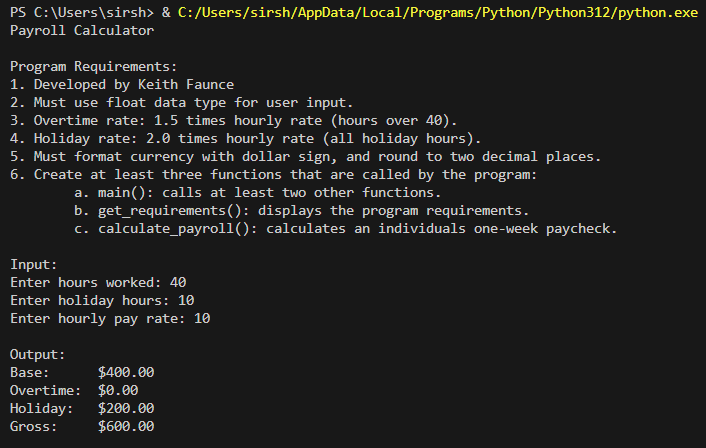 PS C:\Users\sirsh> & C:/Users/sirsh/AppData/Local/Programs/Python/Python312/python.exe
Payroll Calculator

Program Requirements:
1. Developed by Keith Faunce
2. Must use float data type for user input.
3. Overtime rate: 1.5 times hourly rate (hours over 40).
4. Holiday rate: 2.0 times hourly rate (all holiday hours).
5. Must format currency with dollar sign, and round to two decimal places.
6. Create at least three functions that are called by the program:
        a. main(): calls at least two other functions.
        b. get_requirements(): displays the program requirements.
        c. calculate_payroll(): calculates an individuals one-week paycheck.

Input:
Enter hours worked: 40
Enter holiday hours: 10
Enter hourly pay rate: 10

Output:
Base:      $400.00
Overtime:  $0.00
Holiday:   $200.00
Gross:     $600.00